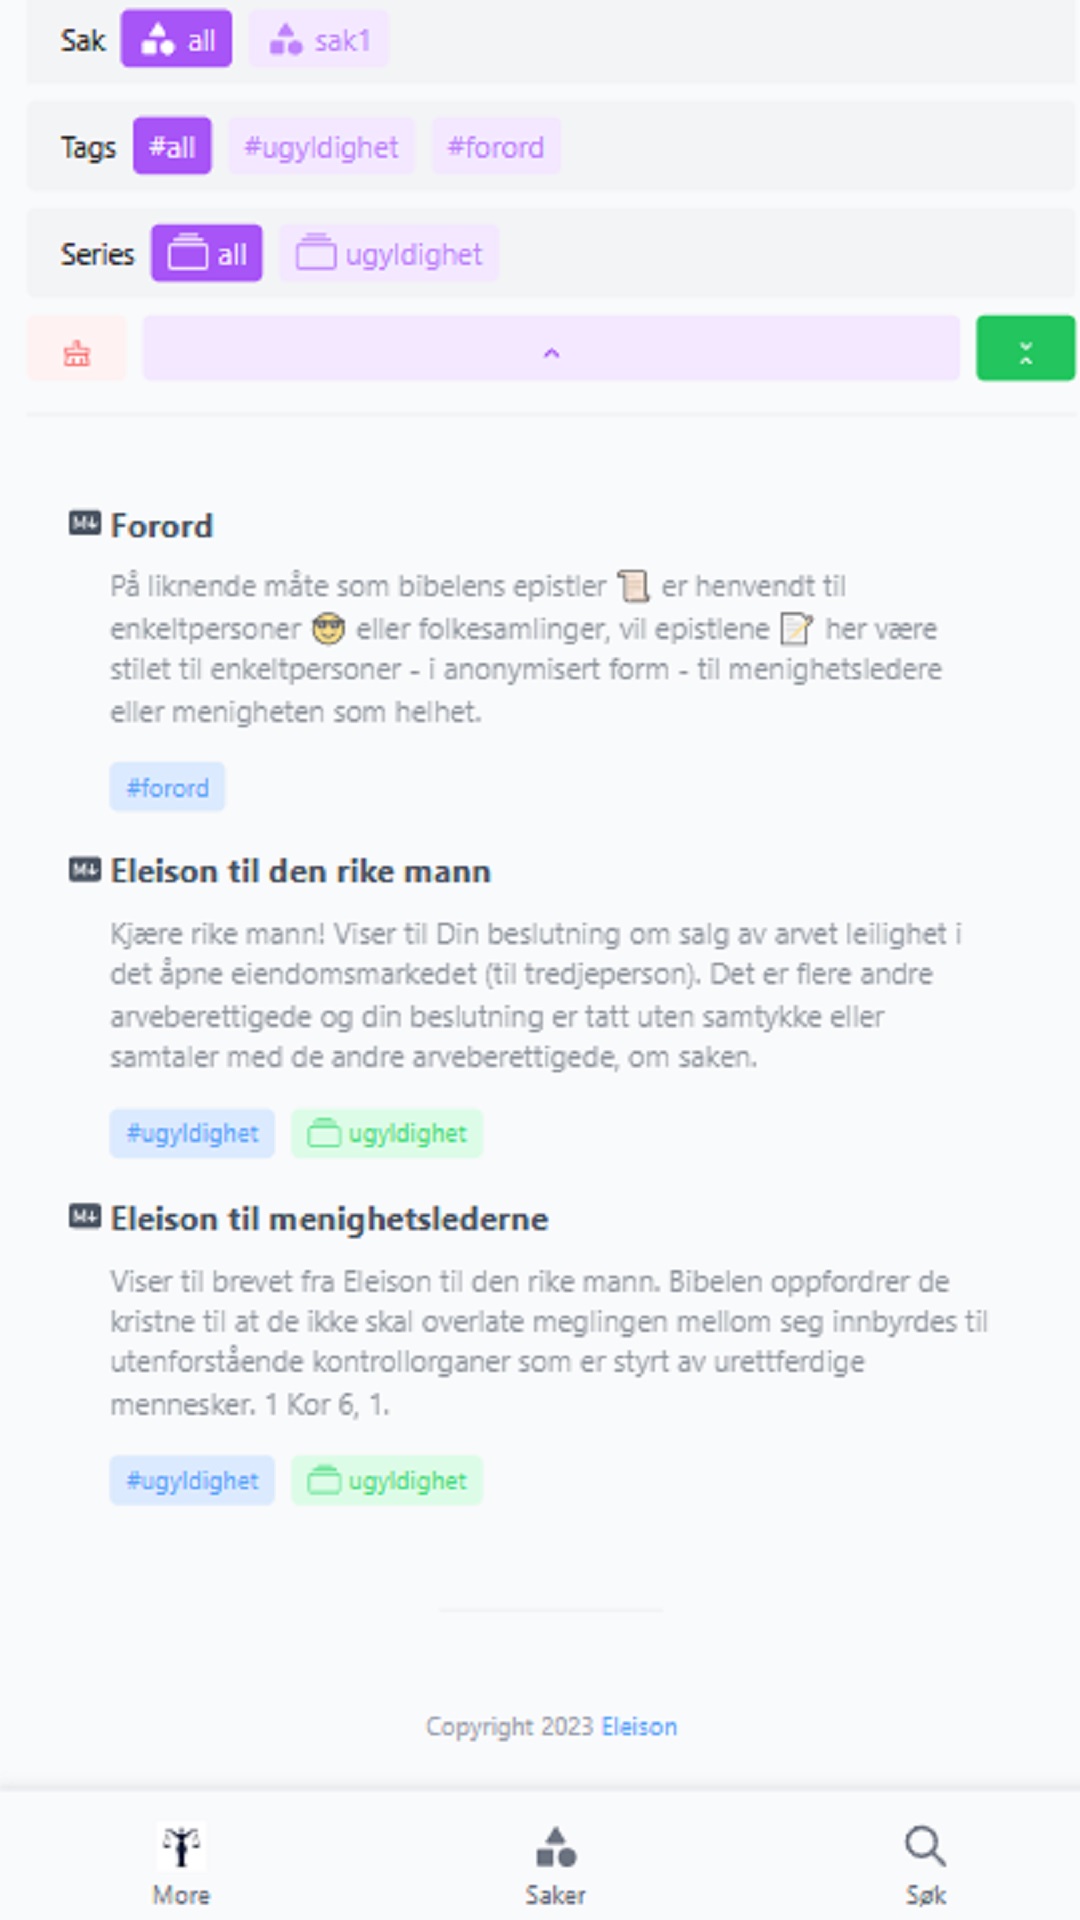 Sak all sak1
Tags #all #ugyldighet #forord
Series all ugyldighet
M↓ Forord
På liknende måte som bibelens epistler 📜 er henvendt til
enkeltpersoner 😎 eller folkesamlinger, vil epistlene 📝 her være
stilet til enkeltpersoner - i anonymisert form - til menighetsledere
eller menigheten som helhet.
#forord
M↓ Eleison til den rike mann
Kjære rike mann! Viser til Din beslutning om salg av arvet leilighet i
det åpne eiendomsmarkedet (til tredjeperson). Det er flere andre
arveberettigede og din beslutning er tatt uten samtykke eller
samtaler med de andre arveberettigede, om saken.
#ugyldighet ugyldighet
M↓ Eleison til menighetslederne
Viser til brevet fra Eleison til den rike mann. Bibelen oppfordrer de
kristne til at de ikke skal overlate meglingen mellom seg innbyrdes til
utenforstående kontrollorganer som er styrt av urettferdige
mennesker. 1 Kor 6, 1.
#ugyldighet ugyldighet
Copyright 2023 Eleison
More Saker Søk